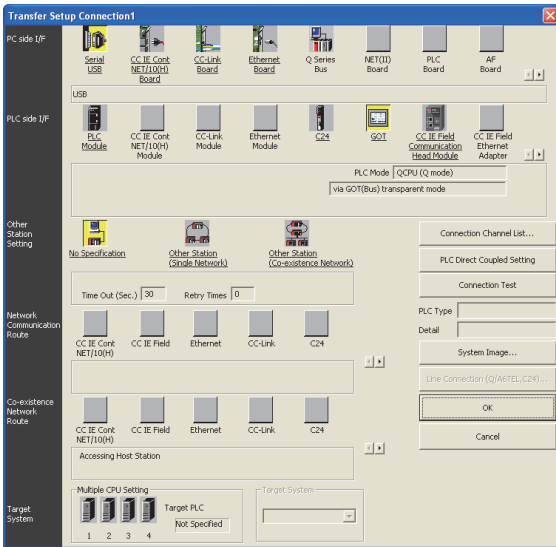 Transfer Setup Connection1
PC side I/F
Serial
USB
CC IE Cont
NET/10(H)
Board
CC-Link
Board
Ethernet
Board
Q Series
Bus
NET(II)
Board
PLC
Board
AF
Board
USB
PLC side I/F
PLC
Module
CC IE Cont
NET/10(H)
Module
CC-Link
Module
Ethernet
Module
C24
GOT
CC IE Field
Communication
Head Module
CC IE Field
Ethernet
Adapter
PLC Mode QCPU (Q mode)
via GOT(Bus) transparent mode
Other
Station
Setting
No Specification
Other Station
(Single Network)
Other Station
(Co-existence Network)
Time Out (Sec.) 30 Retry Times 0
Connection Channel List...
PLC Direct Coupled Setting
Connection Test
PLC Type
Detail
System Image...
Line Connection (Q/A6TEL,C24)...
OK
Cancel
Network
Communication
Route
CC IE Cont
NET/10(H)
CC IE Field
Ethernet
CC-Link
C24
Co-existence
Network
Route
CC IE Cont
NET/10(H)
CC IE Field
Ethernet
CC-Link
C24
Accessing Host Station
Target
System
Multiple CPU Setting
1 2 3 4
Target PLC
Not Specified
Target System